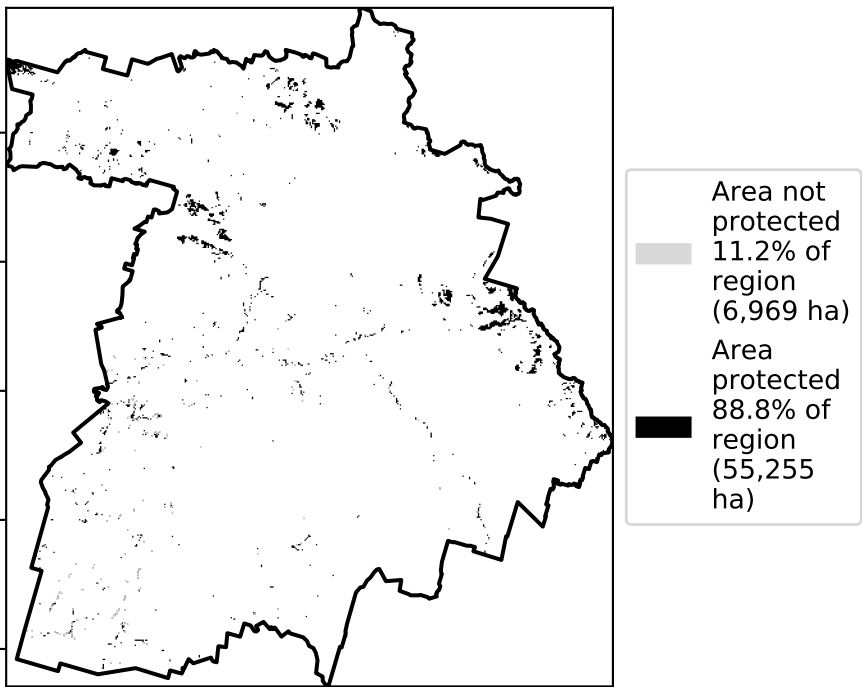 Area not
protected
11.2% of
region
(6,969 ha)
Area
protected
88.8% of
region
(55,255
ha)